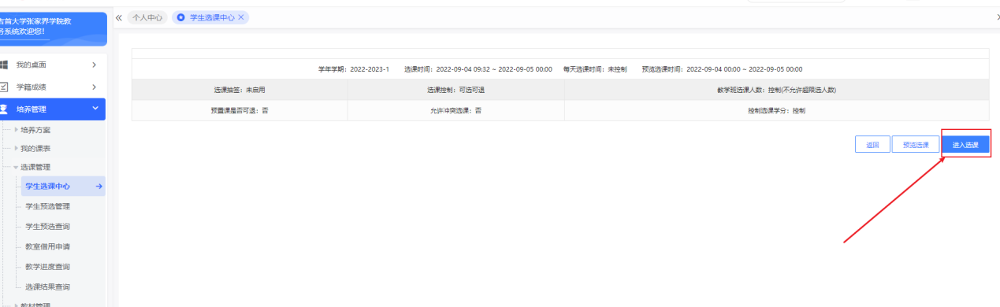 吉首大学张家界学院教
务系统欢迎您!
个人中心
学生选课中心
我的桌面
学籍成绩
培养管理
培养方案
我的课表
选课管理
学生选课中心
学生预选管理
学生预选查询
教室借用申请
教学进度查询
选课结果查询
教材管理
学年学期: 2022-2023-1 选课时间: 2022-09-04 09:32 ~ 2022-09-05 00:00 每天选课时间: 未控制 预览选课时间: 2022-09-04 00:00 ~ 2022-09-05 00:00
选课抽签: 未启用 选课控制: 可选可退 教学班选课人数: 控制(不允许超限选人数)
预置课是否可退: 否 允许冲突选课: 否 控制选课学分: 控制
返回 预览选课 进入选课